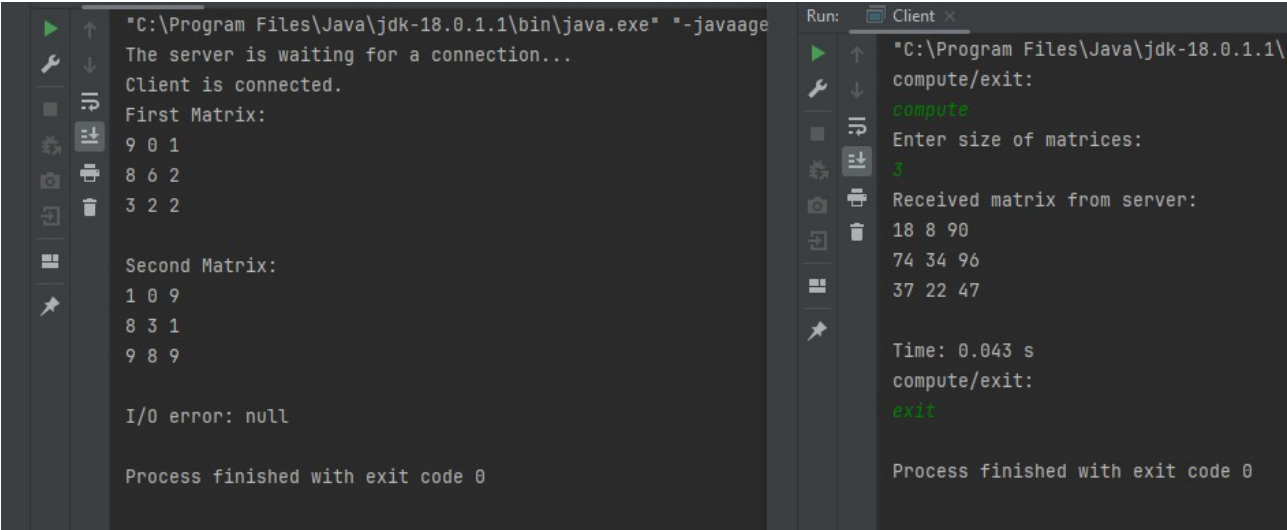 "C:\Program Files\Java\jdk-18.0.1.1\bin\java.exe" "-javaage
The server is waiting for a connection...
Client is connected.
First Matrix:
9 0 1
8 6 2
3 2 2
Second Matrix:
1 0 9
8 3 1
9 8 9
I/O error: null
Process finished with exit code 0
Run: Client
"C:\Program Files\Java\jdk-18.0.1.1\
compute/exit:
compute
Enter size of matrices:
3
Received matrix from server:
18 8 90
74 34 96
37 22 47
Time: 0.043 s
compute/exit:
exit
Process finished with exit code 0